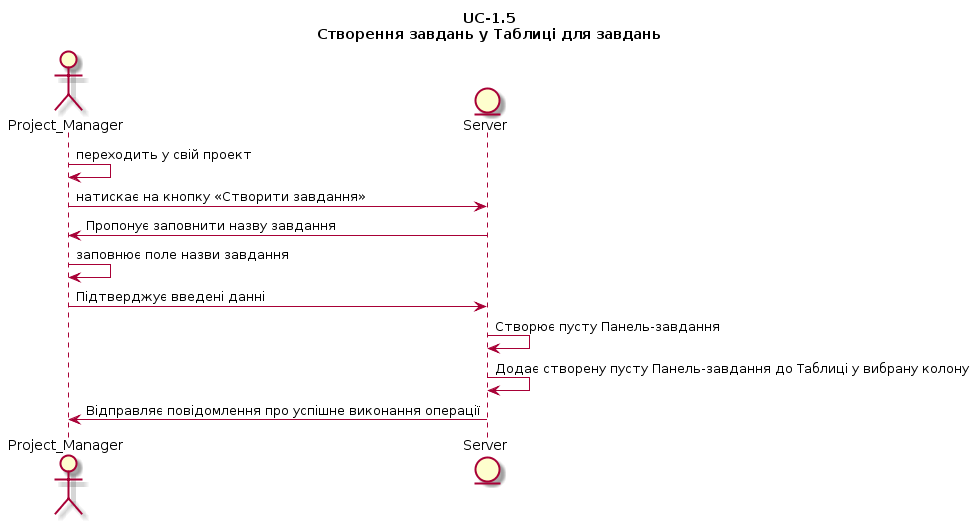 UC-1.5
Створення завдань у Таблиці для завдань
Project_Manager
Server
переходить у свій проект
натискає на кнопку «Створити завдання»
Пропонує заповнити назву завдання
заповнює поле назви завдання
Підтверджує введені данні
Створює пусту Панель-завдання
Додає створену пусту Панель-завдання до Таблиці у вибрану колону
Відправляє повідомлення про успішне виконання операції
Project_Manager
Server